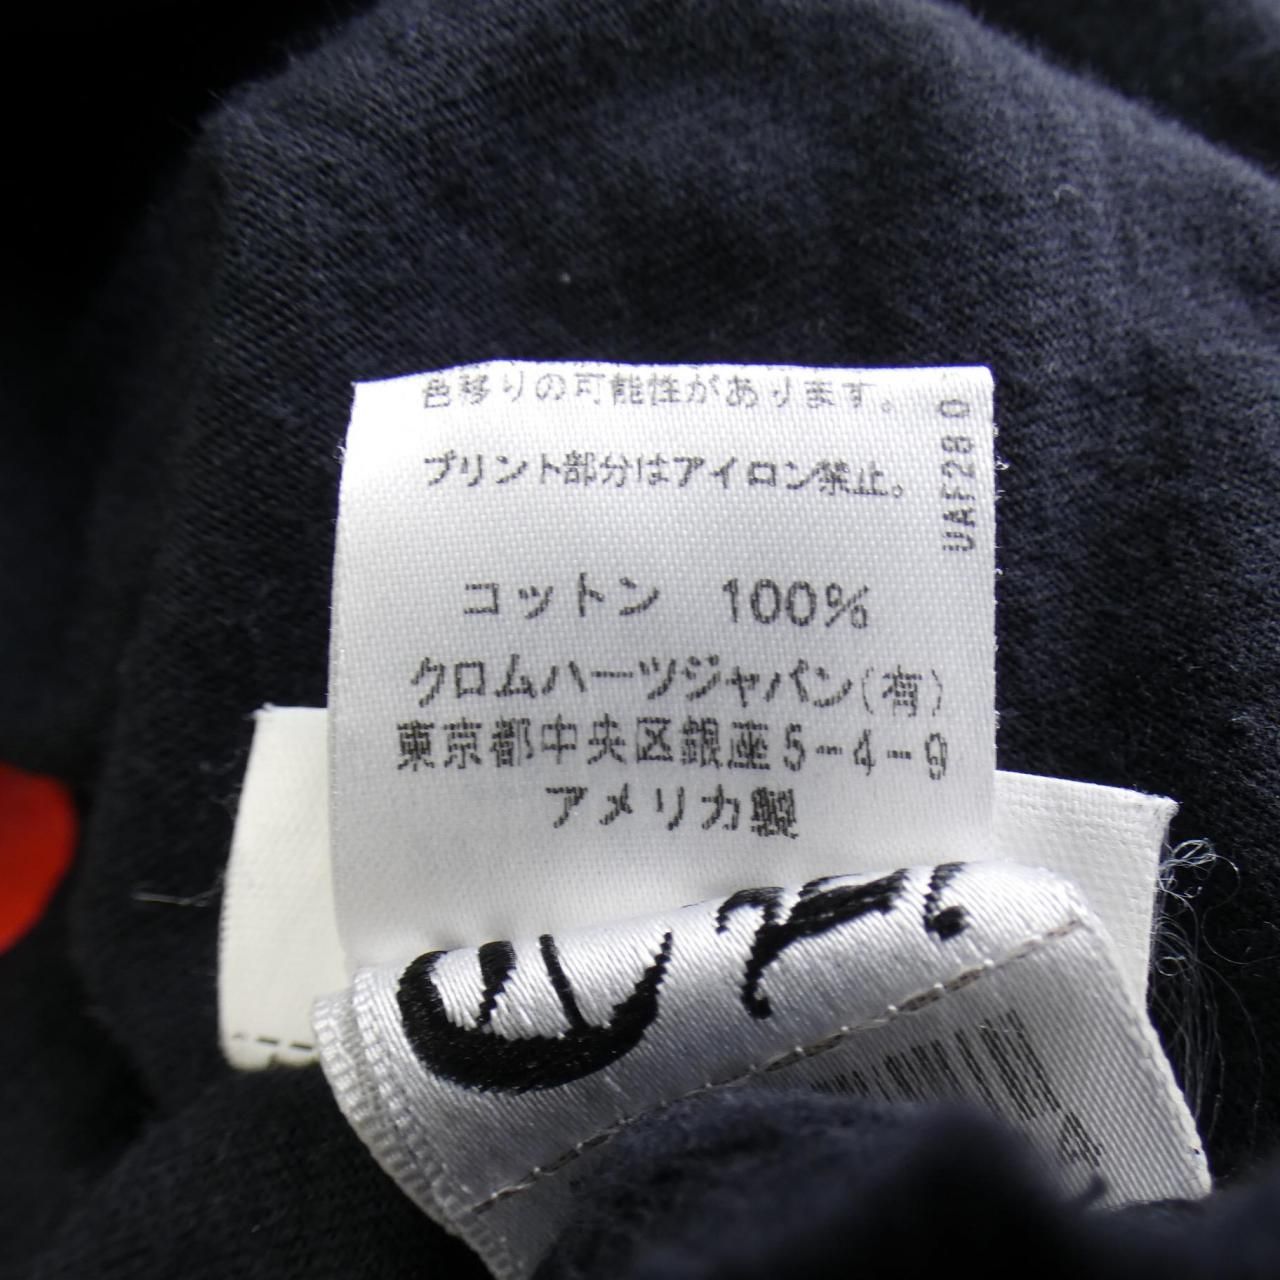 色移りの可能性があります。
プリント部分はアイロン禁止。
UAF280
コットン 100%
クロムハーツジャパン(有)
東京都中央区銀座5-4-9
アメリカ製